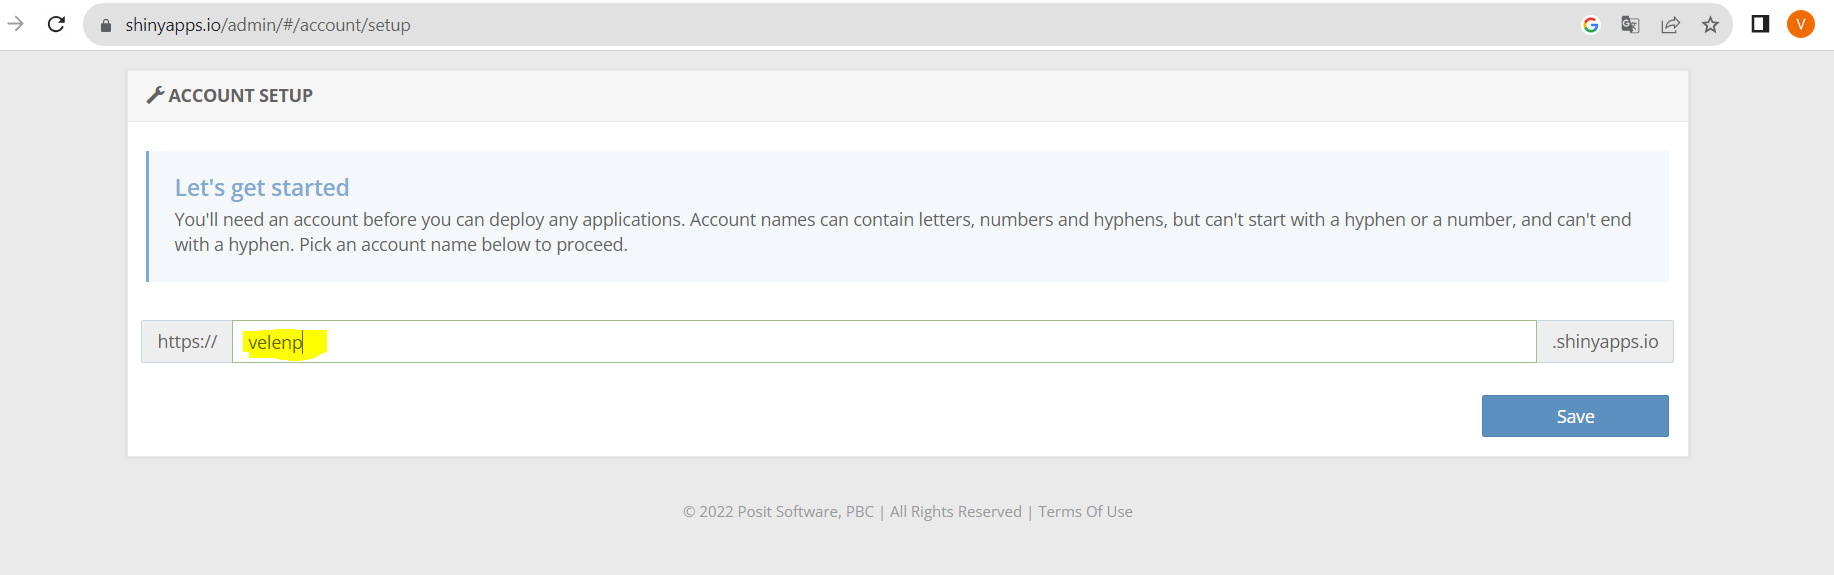 shinyapps.io/admin/#/account/setup
V
ACCOUNT SETUP
Let's get started
You'll need an account before you can deploy any applications. Account names can contain letters, numbers and hyphens, but can't start with a hyphen or a number, and can't end
with a hyphen. Pick an account name below to proceed.
https:// velenp .shinyapps.io
Save
© 2022 Posit Software, PBC | All Rights Reserved | Terms Of Use